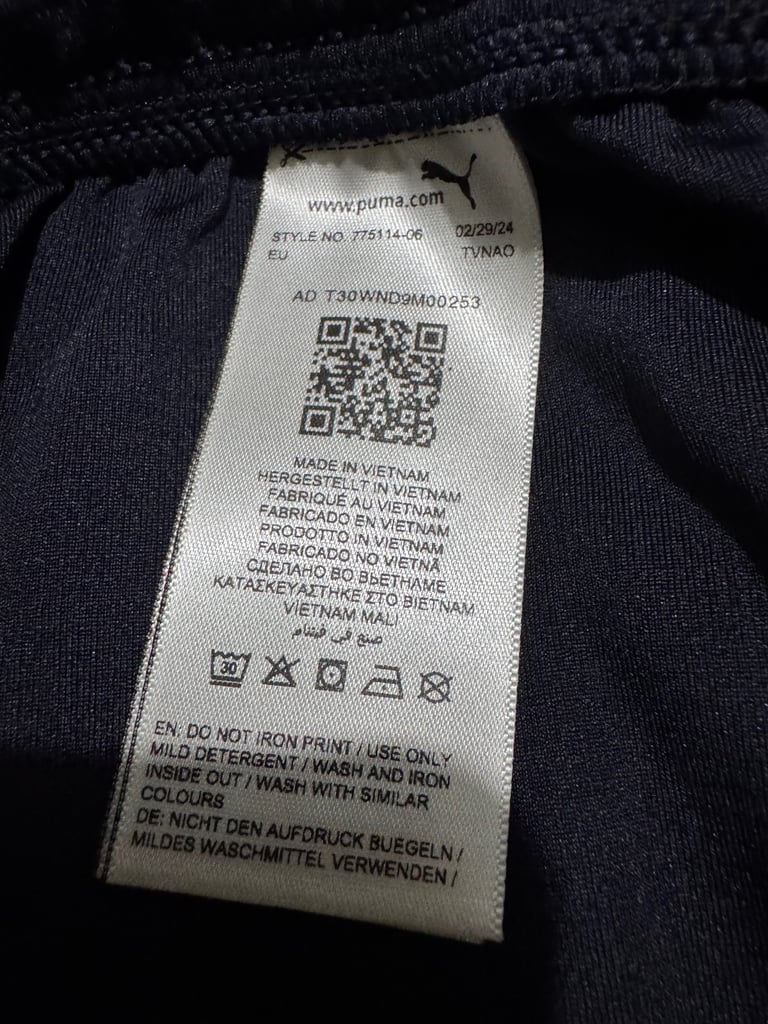 www.puma.com
STYLE NO. 775114-06 02/29/24
EU TVNAO
AD T30WND9M00253
MADE IN VIETNAM
HERGESTELLT IN VIETNAM
FABRIQUÉ AU VIETNAM
FABRICADO EN VIETNAM
PRODOTTO IN VIETNAM
FABRICADO NO VIETNÃ
СДЕЛАНО ВО ВЬЕТНАМЕ
ΚΑΤΑΣΚΕΥΑΣΤΗΚΕ ΣΤΟ ΒΙΕΤΝΑΜ
VIETNAM MALI
صنع في فيتنام
30
EN: DO NOT IRON PRINT / USE ONLY
MILD DETERGENT / WASH AND IRON
INSIDE OUT / WASH WITH SIMILAR
COLOURS
DE: NICHT DEN AUFDRUCK BUEGELN /
MILDES WASCHMITTEL VERWENDEN /